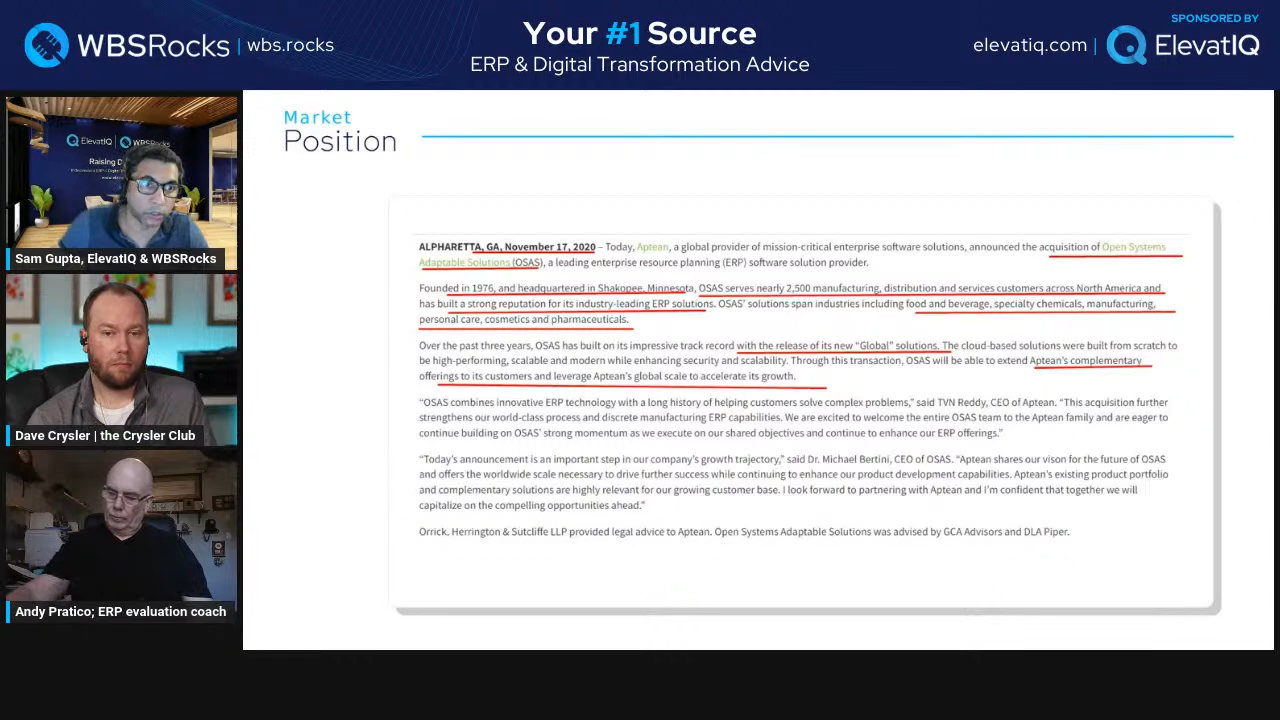 WBSRocks | wbs.rocks
Your #1 Source
ERP & Digital Transformation Advice
SPONSORED BY
elevatiq.com | ElevatIQ
ElevatIQ | WBSRocks
Raising D
Sam Gupta, ElevatIQ & WBSRocks
Dave Crysler | the Crysler Club
Andy Pratico; ERP evaluation coach
Market
Position
ALPHARETTA, GA, November 17, 2020 – Today, Aptean, a global provider of mission-critical enterprise software solutions, announced the acquisition of Open Systems
Adaptable Solutions (OSAS), a leading enterprise resource planning (ERP) software solution provider.
Founded in 1976, and headquartered in Shakopee, Minnesota, OSAS serves nearly 2,500 manufacturing, distribution and services customers across North America and
has built a strong reputation for its industry-leading ERP solutions. OSAS’ solutions span industries including food and beverage, specialty chemicals, manufacturing,
personal care, cosmetics and pharmaceuticals.
Over the past three years, OSAS has built on its impressive track record with the release of its new “Global” solutions. The cloud-based solutions were built from scratch to
be high-performing, scalable and modern while enhancing security and scalability. Through this transaction, OSAS will be able to extend Aptean’s complementary
offerings to its customers and leverage Aptean’s global scale to accelerate its growth.
“OSAS combines innovative ERP technology with a long history of helping customers solve complex problems,” said TVN Reddy, CEO of Aptean. “This acquisition further
strengthens our world-class process and discrete manufacturing ERP capabilities. We are excited to welcome the entire OSAS team to the Aptean family and are eager to
continue building on OSAS’ strong momentum as we execute on our shared objectives and continue to enhance our ERP offerings.”
“Today’s announcement is an important step in our company’s growth trajectory,” said Dr. Michael Bertini, CEO of OSAS. “Aptean shares our vison for the future of OSAS
and offers the worldwide scale necessary to drive further success while continuing to enhance our product development capabilities. Aptean’s existing product portfolio
and complementary solutions are highly relevant for our growing customer base. I look forward to partnering with Aptean and I’m confident that together we will
capitalize on the compelling opportunities ahead.”
Orrick, Herrington & Sutcliffe LLP provided legal advice to Aptean. Open Systems Adaptable Solutions was advised by GCA Advisors and DLA Piper.